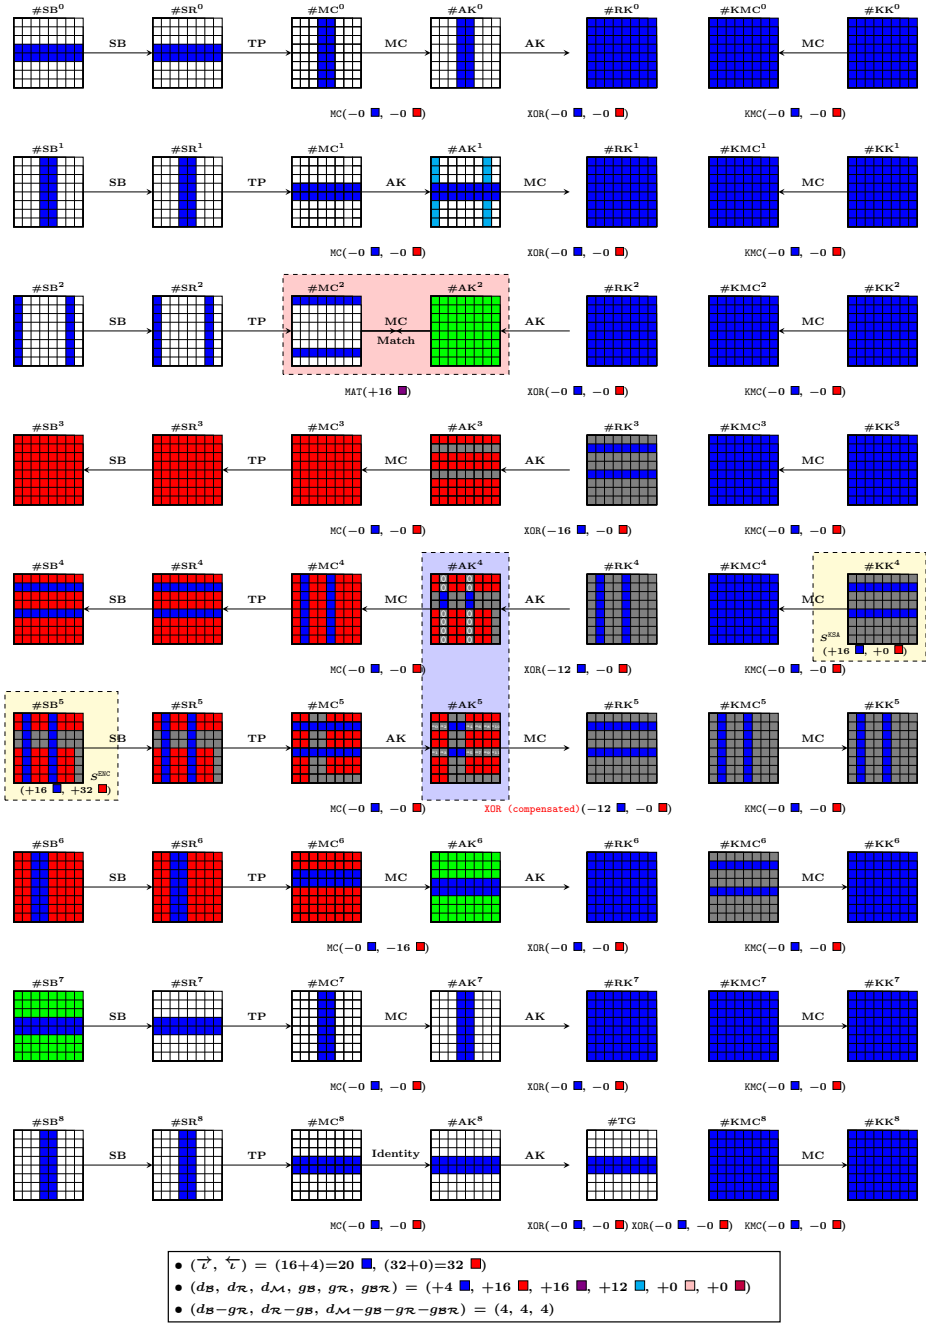 #SB⁰ #SR⁰ #MC⁰ #AK⁰ #RK⁰ #KMC⁰ #KK⁰
SB TP MC AK MC
MC(−0 , −0 ) XOR(−0 , −0 ) KMC(−0 , −0 )
#SB¹ #SR¹ #MC¹ #AK¹ #RK¹ #KMC¹ #KK¹
SB TP AK MC MC
MC(−0 , −0 ) XOR(−0 , −0 ) KMC(−0 , −0 )
#SB² #SR² #MC² #AK² #RK² #KMC² #KK²
SB TP MC AK MC
Match
MAT(+16 ) XOR(−0 , −0 ) KMC(−0 , −0 )
#SB³ #SR³ #MC³ #AK³ #RK³ #KMC³ #KK³
SB TP MC AK MC
MC(−0 , −0 ) XOR(−16 , −0 ) KMC(−0 , −0 )
#SB⁴ #SR⁴ #MC⁴ #AK⁴ #RK⁴ #KMC⁴ #KK⁴
SB TP MC AK MC
S^KSA
(+16 , +0 )
MC(−0 , −0 ) XOR(−12 , −0 ) KMC(−0 , −0 )
#SB⁵ #SR⁵ #MC⁵ #AK⁵ #RK⁵ #KMC⁵ #KK⁵
SB TP AK MC MC
S^ENC
(+16 , +32 )
MC(−0 , −0 ) XOR (compensated)(−12 , −0 ) KMC(−0 , −0 )
#SB⁶ #SR⁶ #MC⁶ #AK⁶ #RK⁶ #KMC⁶ #KK⁶
SB TP MC AK MC
MC(−0 , −16 ) XOR(−0 , −0 ) KMC(−0 , −0 )
#SB⁷ #SR⁷ #MC⁷ #AK⁷ #RK⁷ #KMC⁷ #KK⁷
SB TP MC AK MC
MC(−0 , −0 ) XOR(−0 , −0 ) KMC(−0 , −0 )
#SB⁸ #SR⁸ #MC⁸ #AK⁸ #TG #KMC⁸ #KK⁸
SB TP Identity AK MC
MC(−0 , −0 ) XOR(−0 , −0 ) XOR(−0 , −0 ) KMC(−0 , −0 )
• (ι→, ι←) = (16+4)=20 , (32+0)=32 )
• (d_B, d_R, d_M, g_B, g_R, g_BR) = (+4 , +16 , +16 , +12 , +0 , +0 )
• (d_B−g_R, d_R−g_B, d_M−g_B−g_R−g_BR) = (4, 4, 4)